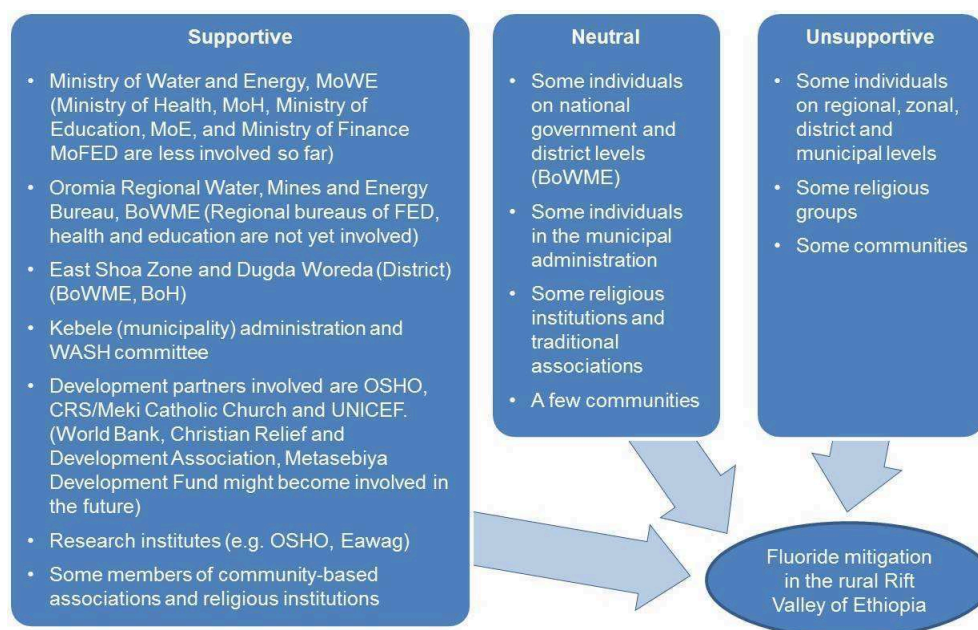 Supportive
• Ministry of Water and Energy, MoWE
(Ministry of Health, MoH, Ministry of
Education, MoE, and Ministry of Finance
MoFED are less involved so far)
• Oromia Regional Water, Mines and Energy
Bureau, BoWME (Regional bureaus of FED,
health and education are not yet involved)
• East Shoa Zone and Dugda Woreda (District)
(BoWME, BoH)
• Kebele (municipality) administration and
WASH committee
• Development partners involved are OSHO,
CRS/Meki Catholic Church and UNICEF.
(World Bank, Christian Relief and
Development Association, Metasebiya
Development Fund might become involved in
the future)
• Research institutes (e.g. OSHO, Eawag)
• Some members of community-based
associations and religious institutions
Neutral
• Some individuals
on national
government and
district levels
(BoWME)
• Some individuals
in the municipal
administration
• Some religious
institutions and
traditional
associations
• A few communities
Unsupportive
• Some individuals
on regional, zonal,
district and
municipal levels
• Some religious
groups
• Some communities
Fluoride mitigation
in the rural Rift
Valley of Ethiopia